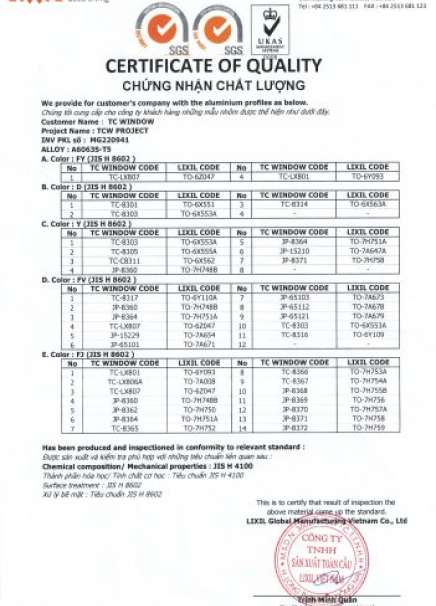 Tel : +84 2513 681 111 FAX : +84 2513 681 123
SGS SGS
UKAS
MANAGEMENT
SYSTEMS
CERTIFICATE OF QUALITY
CHỨNG NHẬN CHẤT LƯỢNG
We provide for customer's company with the aluminium profiles as below.
Chúng tôi cung cấp cho công ty khách hàng những mẫu nhôm được thể hiện như dưới đây.
Customer Name : TC WINDOW
Project Name : TCW PROJECT
INV PKL số : MG220941
ALLOY : A6063S-T5
A. Color : FY (JIS H 8602 )
No TC WINDOW CODE LIXIL CODE No TC WINDOW CODE LIXIL CODE
1 TC-LX807 TO-6Z047 4 TC-LX801 TO-6Y093
B. Color : D (JIS H 8602 )
No TC WINDOW CODE LIXIL CODE No TC WINDOW CODE LIXIL CODE
1 TC-8301 TO-6X551 3 TC-8314 TO-6X563A
2 TC-8303 TO-6X553A 4 - -
C. Color : Y (JIS H 8602 )
No TC WINDOW CODE LIXIL CODE No TC WINDOW CODE LIXIL CODE
1 TC-8303 TO-6X553A 5 JP-8364 TO-7H751A
2 TC-8305 TO-6X555A 6 JP-15210 TO-7A647A
3 TC-C8311 TO-6X562 7 JP-8371 TO-7H758
4 JP-8360 TO-7H748B 8 - -
D. Color : FV (JIS H 8602 )
No TC WINDOW CODE LIXIL CODE No TC WINDOW CODE LIXIL CODE
1 TC-8317 TO-6Y110A 7 JP-65103 TO-7A673
2 JP-8360 TO-7H748B 8 JP-65112 TO-7A678
3 JP-8364 TO-7H751A 9 JP-65121 TO-7A679
4 TC-LX807 TO-6Z047 10 TC-8303 TO-6X553A
5 JP-15229 TO-7A654 11 TC-8316 TO-6Y109
6 JP-65101 TO-7A671 12 - -
E. Color : FJ (JIS H 8602 )
No TC WINDOW CODE LIXIL CODE No TC WINDOW CODE LIXIL CODE
1 TC-LX801 TO-6Y093 8 TC-8366 TO-7H753A
2 TC-LX806A TO-7A008 9 TC-8367 TO-7H754A
3 TC-LX807 TO-6Z047 10 JP-8368 TO-7H755B
4 JP-8360 TO-7H748B 11 JP-8369 TO-7H756
5 JP-8362 TO-7H750 12 JP-8370 TO-7H757A
6 JP-8364 TO-7H751A 13 JP-8371 TO-7H758
7 TC-8365 TO-7H752 14 JP-8372 TO-7H759
Has been produced and inspectioned in conformity to relevant standard :
Được sản xuất và kiểm tra phù hợp với những tiêu chuẩn liên quan sau :
Chemical composition/ Mechanical properties : JIS H 4100
Thành phần hóa học/ Tính chất cơ học : Tiêu chuẩn JIS H 4100
Surface treatment : JIS H 8602
Xử lý bề mặt : Tiêu chuẩn JIS H 8602
This is to certify that result of inspection the
above material come up the standard.
LIXIL Global Manufacturing Vietnam Co., Ltd
CÔNG TY
TNHH
SẢN XUẤT TOÀN CẦU
LIXIL VIỆT NAM
Trịnh Minh Quân